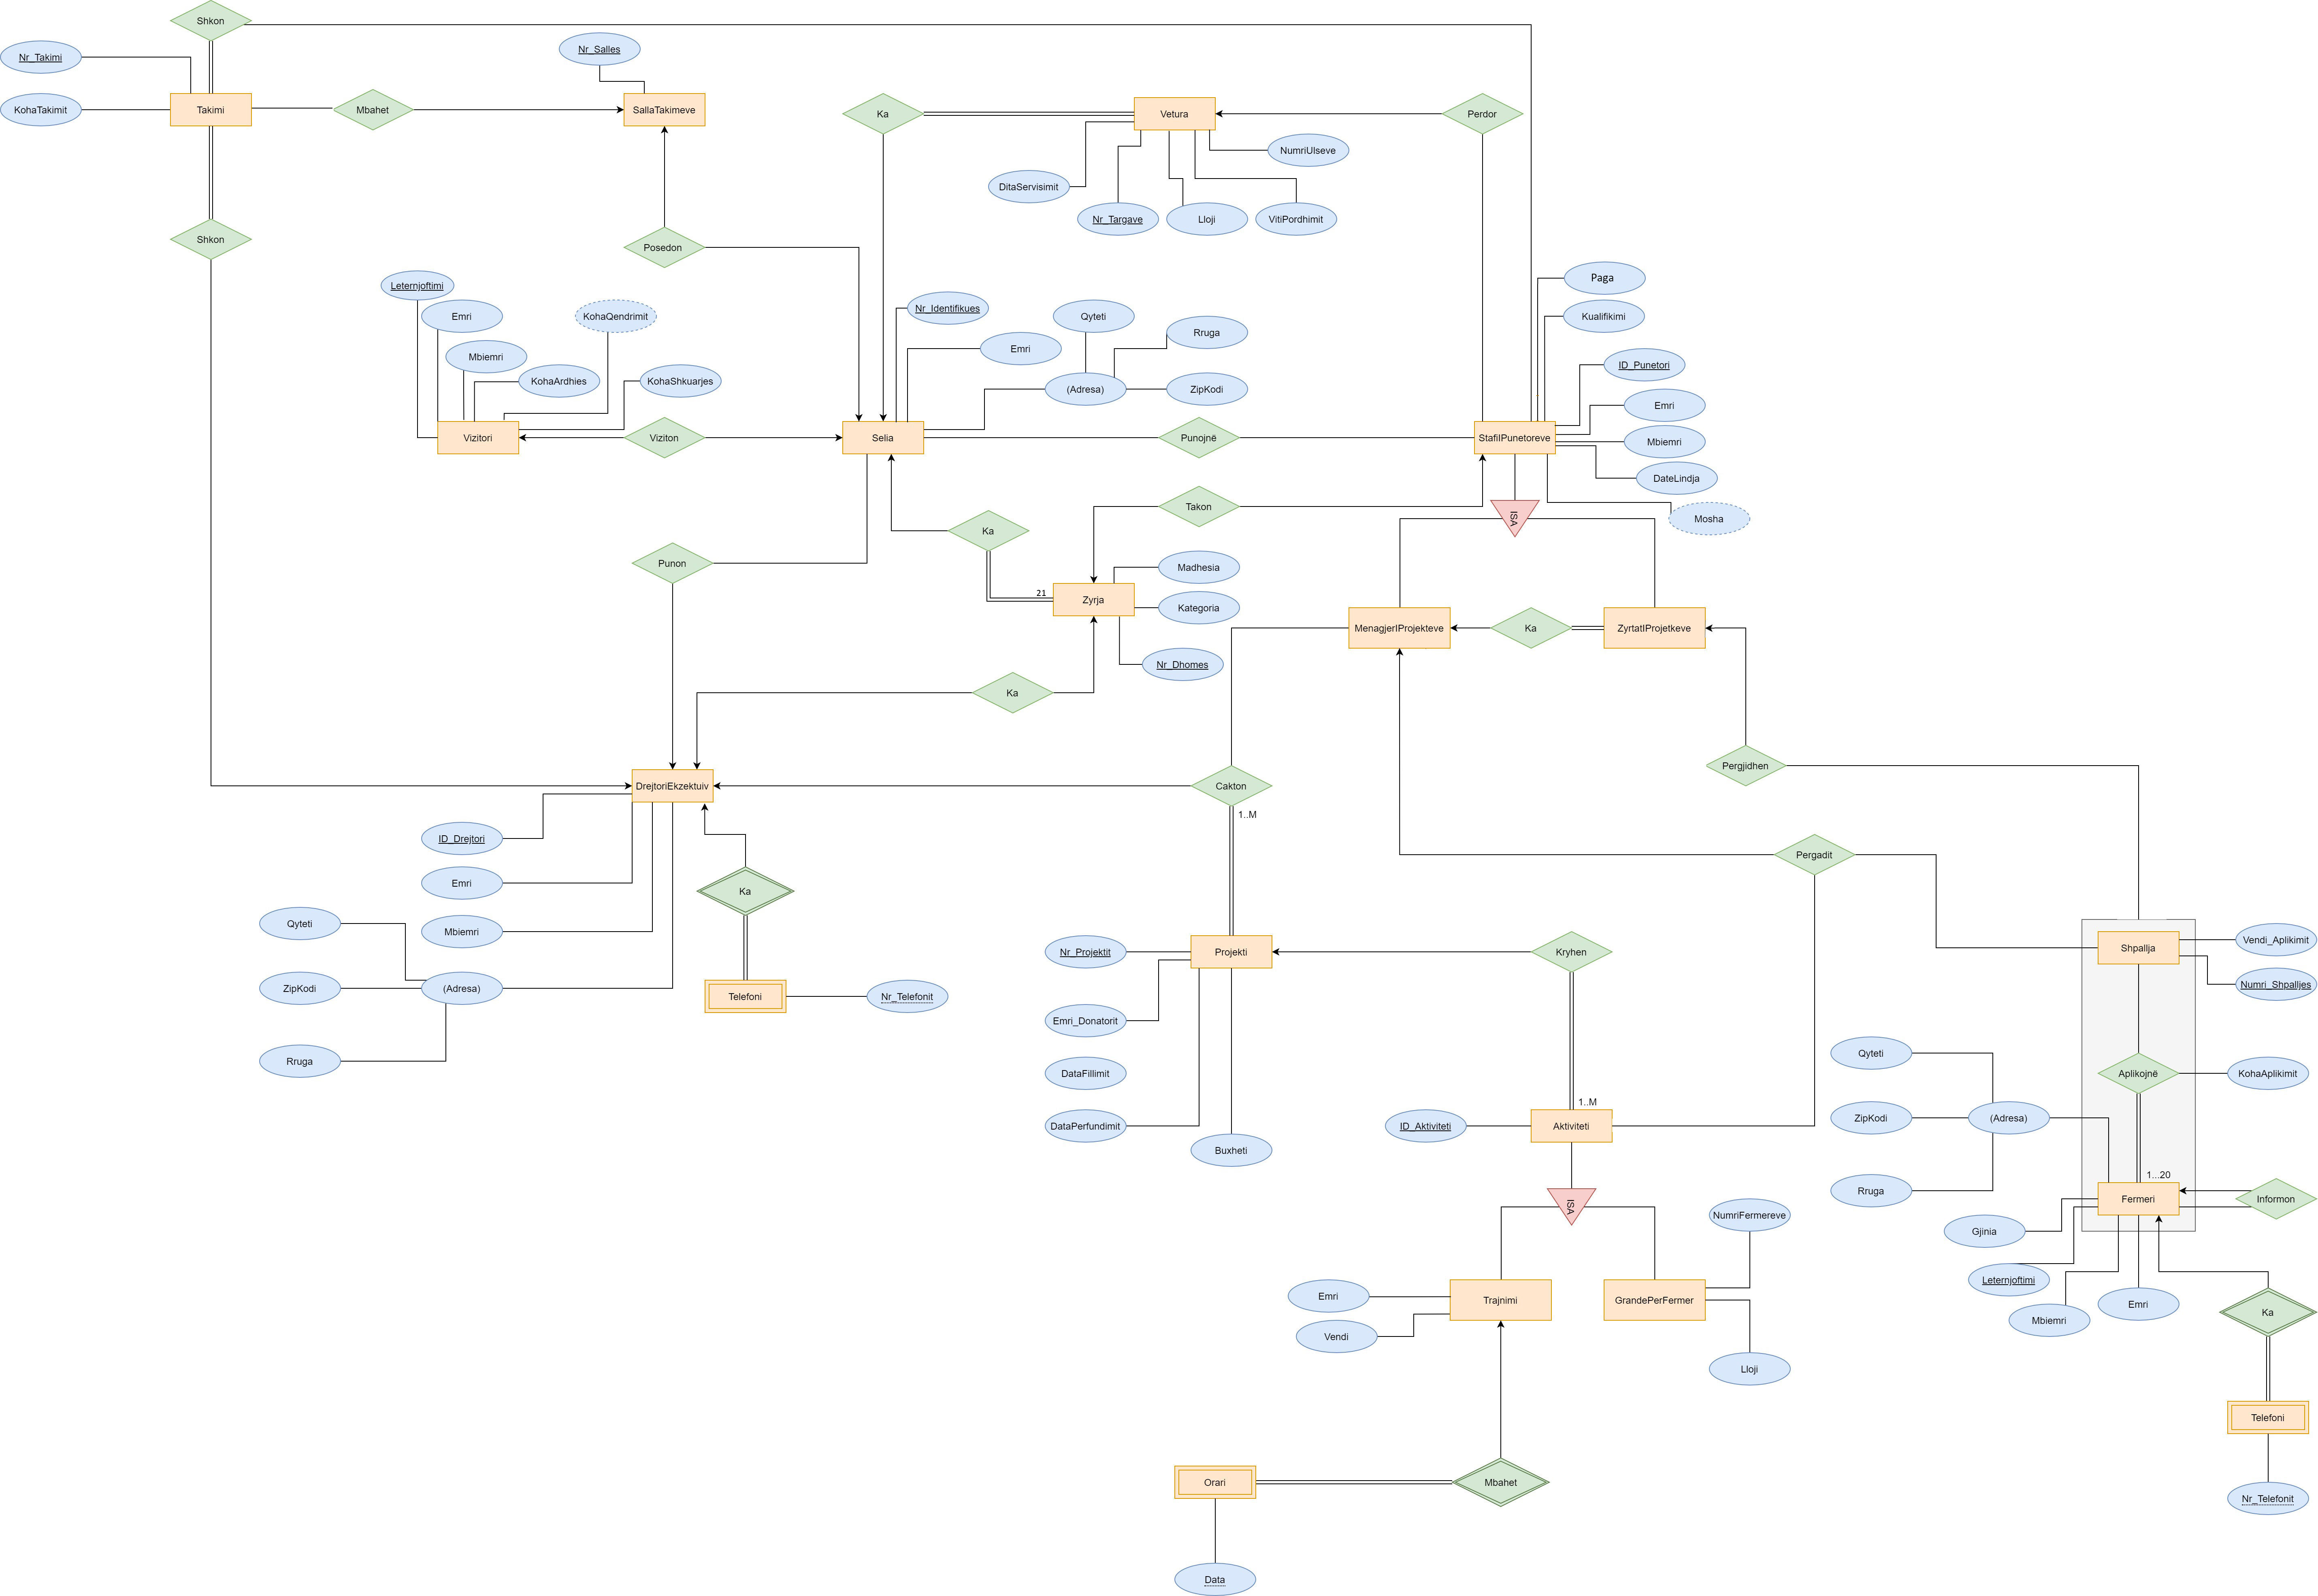 Shkon
Nr_Takimi
KohaTakimit
Takimi
Mbahet
Nr_Salles
SallaTakimeve
Ka
Vetura
Perdor
NumriUlseve
DitaServisimit
Nr_Targave
Lloji
VitiPordhimit
Shkon
Posedon
Leternjoftimi
Emri
KohaQendrimit
Mbiemri
KohaArdhies
KohaShkuarjes
Nr_Identifikues
Emri
Qyteti
Rruga
(Adresa)
ZipKodi
Paga
Kualifikimi
ID_Punetori
Emri
Mbiemri
DateLindja
Mosha
Vizitori
Viziton
Selia
Punojnë
StafiIPunetoreve
ISA
Takon
Ka
Punon
21
Zyrja
Madhesia
Kategoria
Nr_Dhomes
Ka
MenagjerIProjekteve
Ka
ZyrtatIProjetkeve
Pergjidhen
DrejtoriEkzektuiv
Cakton
1..M
Pergadit
ID_Drejtori
Emri
Mbiemri
Qyteti
ZipKodi
(Adresa)
Rruga
Ka
Telefoni
Nr_Telefonit
Nr_Projektit
Projekti
Kryhen
Emri_Donatorit
DataFillimit
DataPerfundimit
Buxheti
1..M
ID_Aktiviteti
Aktiviteti
ISA
Shpallja
Vendi_Aplikimit
Numri_Shpalljes
Aplikojnë
KohaAplikimit
Qyteti
ZipKodi
(Adresa)
Rruga
1...20
Fermeri
Informon
Gjinia
Leternjoftimi
Mbiemri
Emri
Ka
Telefoni
Nr_Telefonit
NumriFermereve
Emri
Vendi
Trajnimi
GrandePerFermer
Lloji
Orari
Mbahet
Data